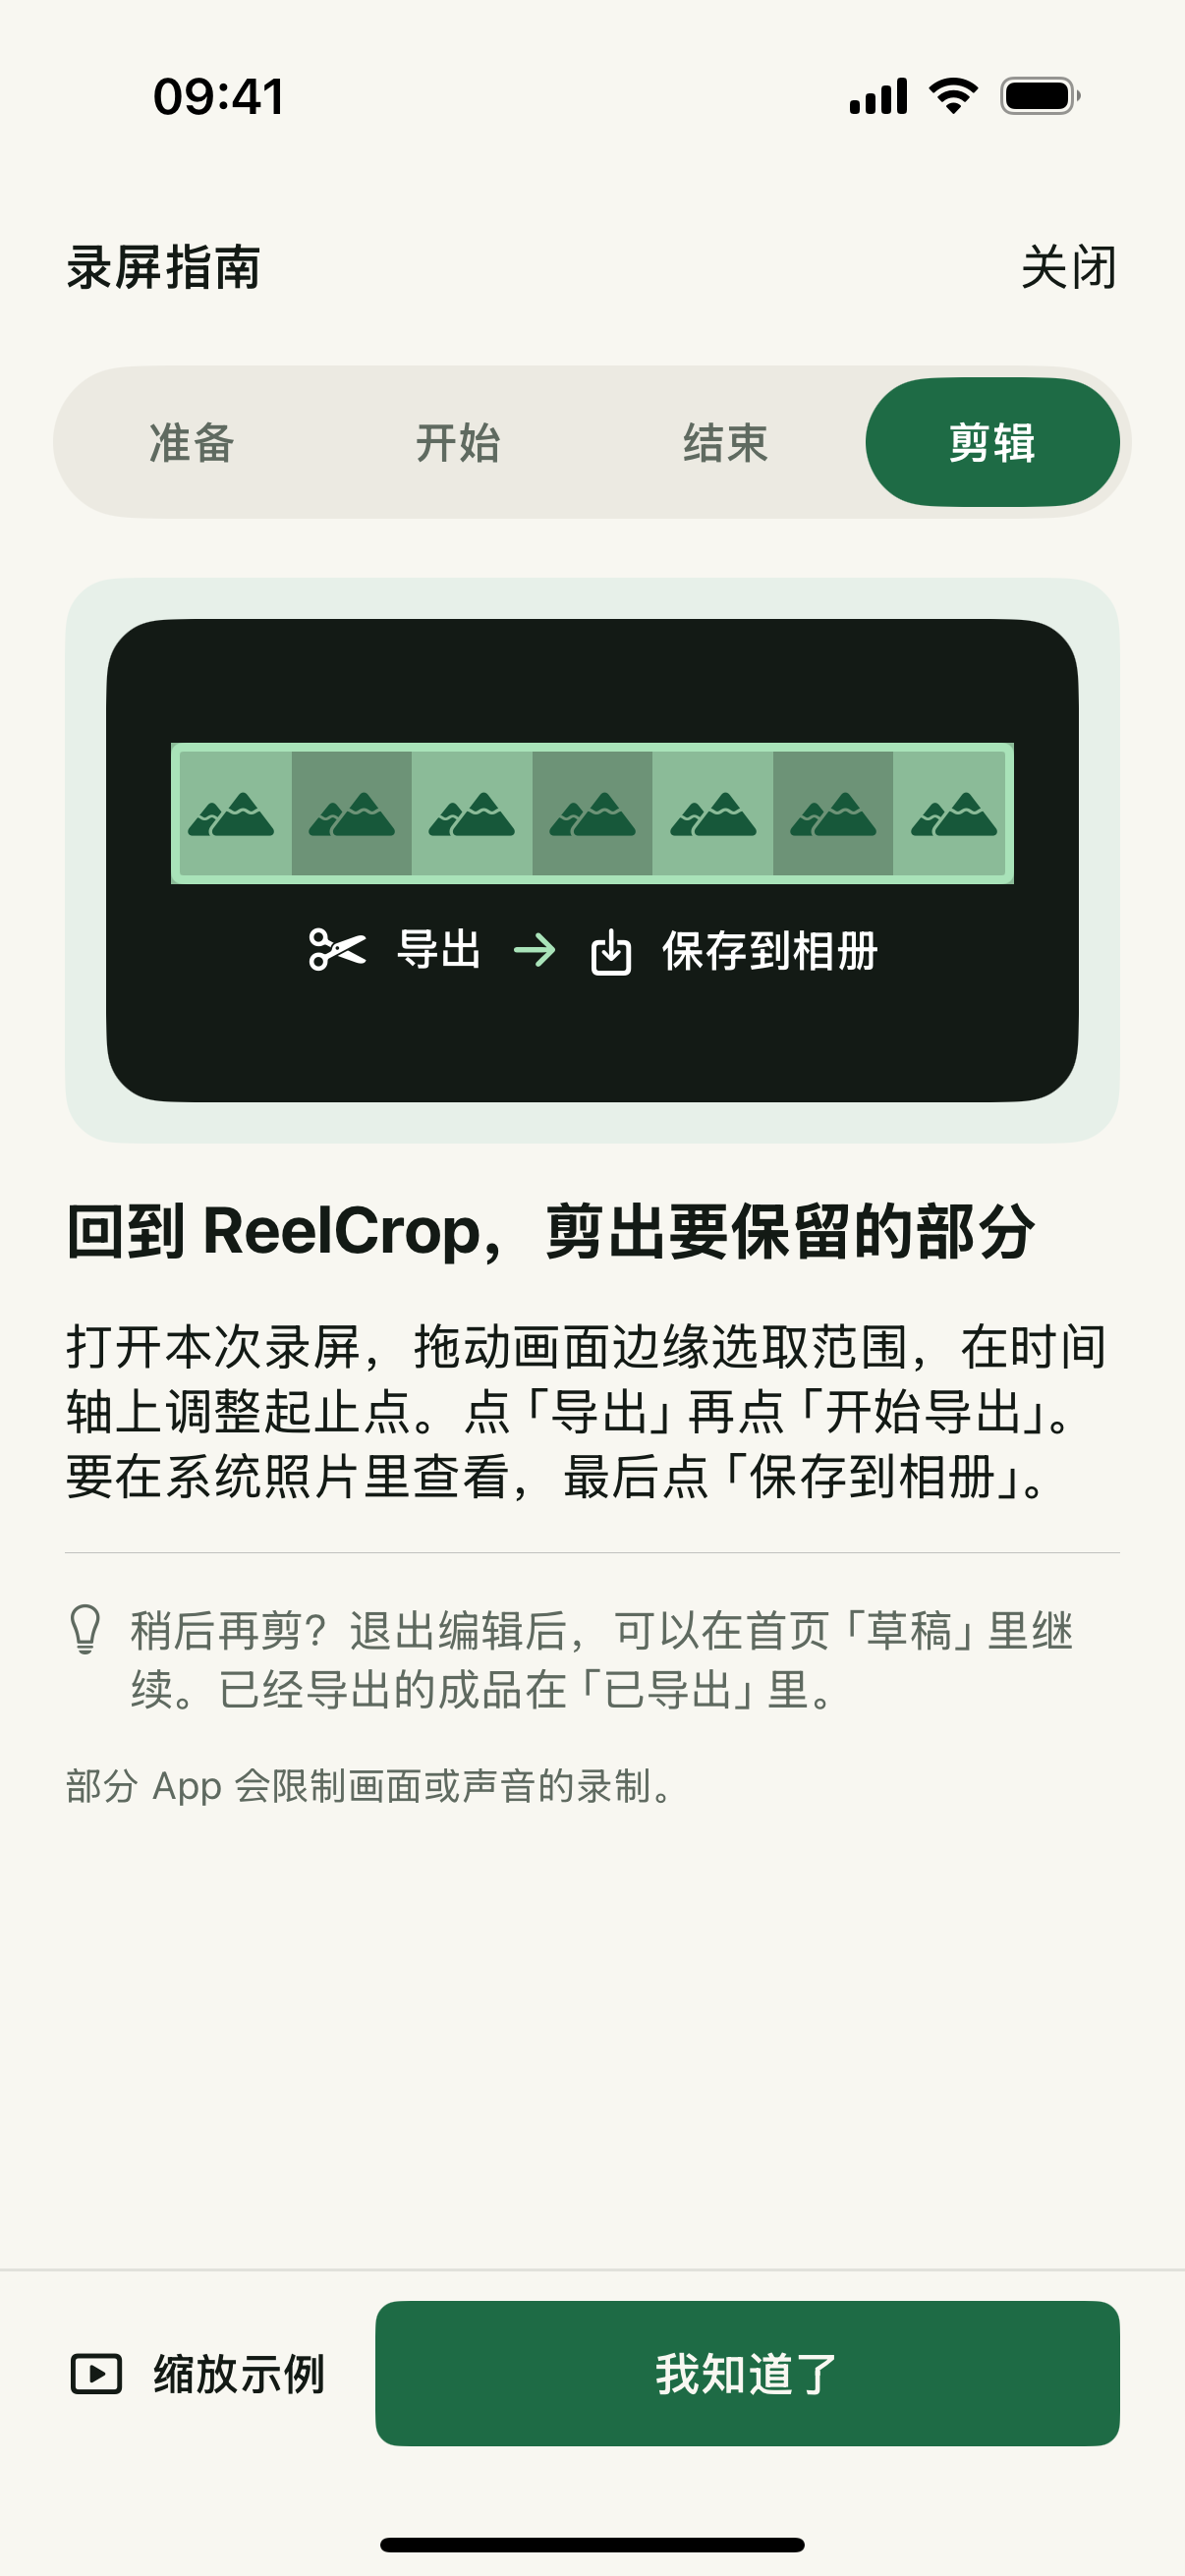 09:41
录屏指南
关闭
准备
开始
结束
剪辑
导出
保存到相册
回到 ReelCrop，剪出要保留的部分
打开本次录屏，拖动画面边缘选取范围，在时间
轴上调整起止点。点「导出」再点「开始导出」。
要在系统照片里查看，最后点「保存到相册」。
稍后再剪？退出编辑后，可以在首页「草稿」里继
续。已经导出的成品在「已导出」里。
部分 App 会限制画面或声音的录制。
缩放示例
我知道了